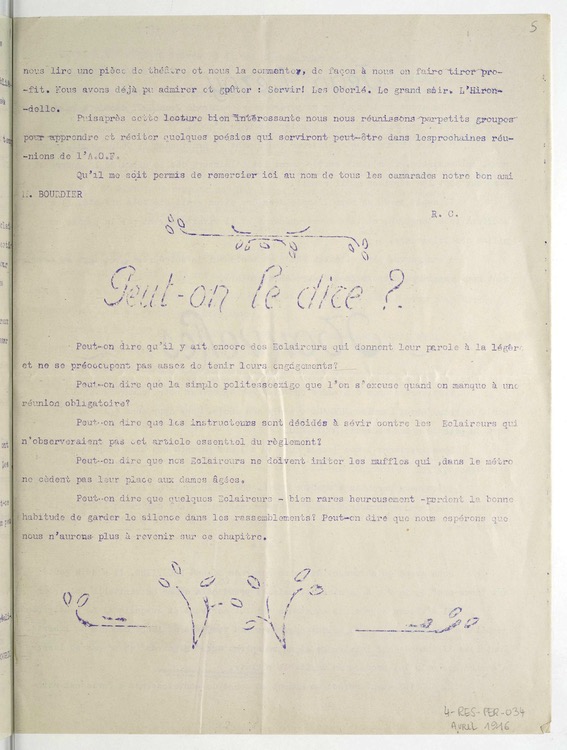 5
nous lire une pièce de théâtre et nous la commenter, de façon à nous en faire tirer pro-
-fit. Nous avons déjà pu admirer et goûter : Servir! Les Oberlé. Le grand soir. L'Hiron-
-delle.
Puisaprès cette lecture bien intéressante nous nous réunissons parpetits groupes
pour apprendre et réciter quelques poésies qui serviront peut-être dans lesprochaines réu-
-nions de l'A.O.F.
Qu'il me soit permis de remercier ici au nom de tous les camarades notre bon ami
M. BOURDIER
R. C.
Peut-on le dire ?
Peut-on dire qu'il y ait encore des Eclaireurs qui donnent leur parole à la légère
et ne se préoccupent pas assez de tenir leurs engagements?
Peut-on dire que la simple politesseexige que l'on s'excuse quand on manque à une
réunion obligatoire?
Peut-on dire que les instructeurs sont décidés à sévir contre les Eclaireurs qui
n'observeraient pas cet article essentiel du règlement?
Peut-on dire que nos Eclaireurs ne doivent imiter les muffles qui ,dans le métro
ne cèdent pas leur place aux dames âgées.
Peut-on dire que quelques Eclaireurs - bien rares heureusement -perdent la bonne
habitude de garder le silence dans les rassemblements? Peut-on dire que nous espérons que
nous n'aurons plus à revenir sur ce chapitre.
4-RES-PER-034
Avril 1916